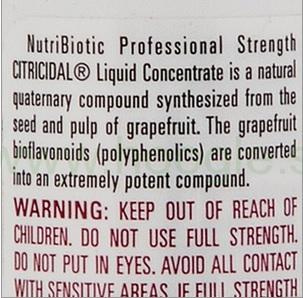 NutriBiotic Professional Strength
CITRICIDAL® Liquid Concentrate is a natural
quaternary compound synthesized from the
seed and pulp of grapefruit. The grapefruit
bioflavonoids (polyphenolics) are converted
into an extremely potent compound.
WARNING: KEEP OUT OF REACH OF
CHILDREN. DO NOT USE FULL STRENGTH.
DO NOT PUT IN EYES. AVOID ALL CONTACT
WITH SENSITIVE AREAS. IF FULL STRENGTH